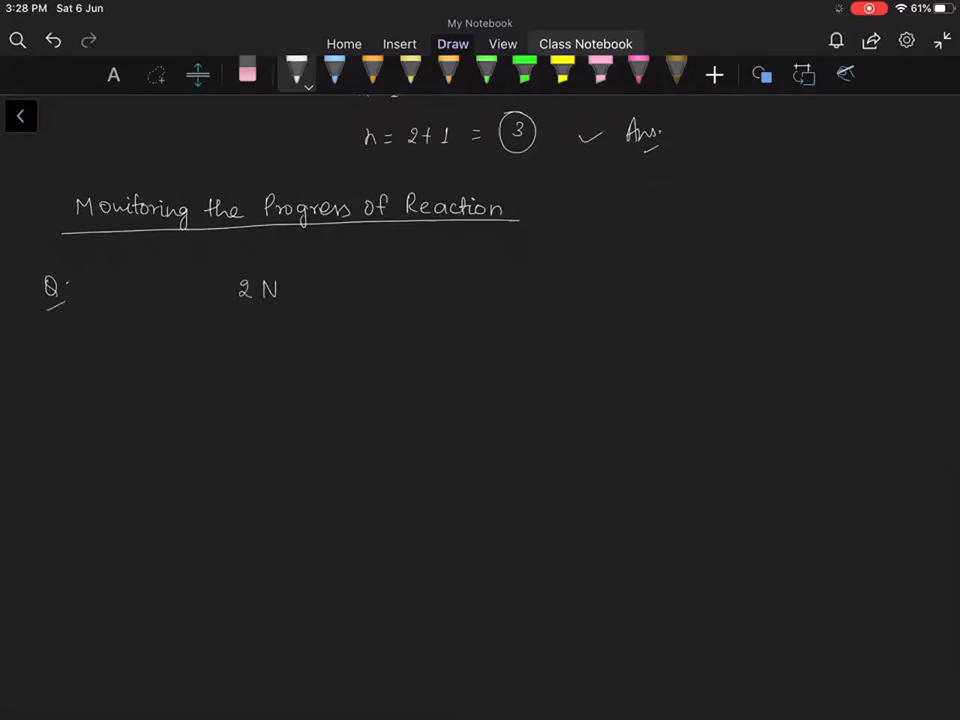 3:28 PM Sat 6 Jun
61%
My Notebook
Home Insert Draw View Class Notebook
A
n = 2+1 = 3 ✓ Ans.
Monitoring the Progress of Reaction
Q. 2 N